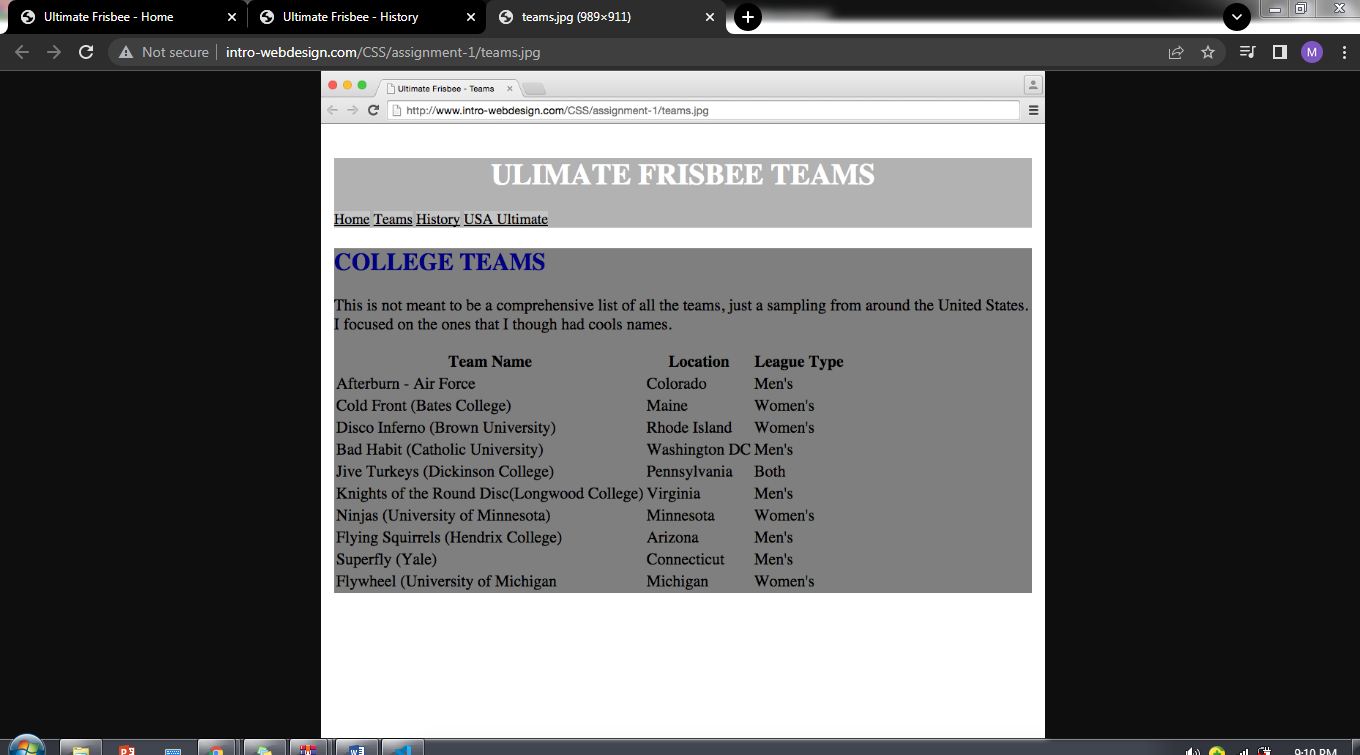 Ultimate Frisbee - Home
Ultimate Frisbee - History
teams.jpg (989×911)
Not secure
intro-webdesign.com/CSS/assignment-1/teams.jpg
M
Ultimate Frisbee - Teams
http://www.intro-webdesign.com/CSS/assignment-1/teams.jpg
ULIMATE FRISBEE TEAMS
Home Teams History USA Ultimate
COLLEGE TEAMS
This is not meant to be a comprehensive list of all the teams, just a sampling from around the United States.
I focused on the ones that I though had cools names.
Team Name Location League Type
Afterburn - Air Force Colorado Men's
Cold Front (Bates College) Maine Women's
Disco Inferno (Brown University) Rhode Island Women's
Bad Habit (Catholic University) Washington DC Men's
Jive Turkeys (Dickinson College) Pennsylvania Both
Knights of the Round Disc(Longwood College) Virginia Men's
Ninjas (University of Minnesota) Minnesota Women's
Flying Squirrels (Hendrix College) Arizona Men's
Superfly (Yale) Connecticut Men's
Flywheel (University of Michigan Michigan Women's
9:10 PM